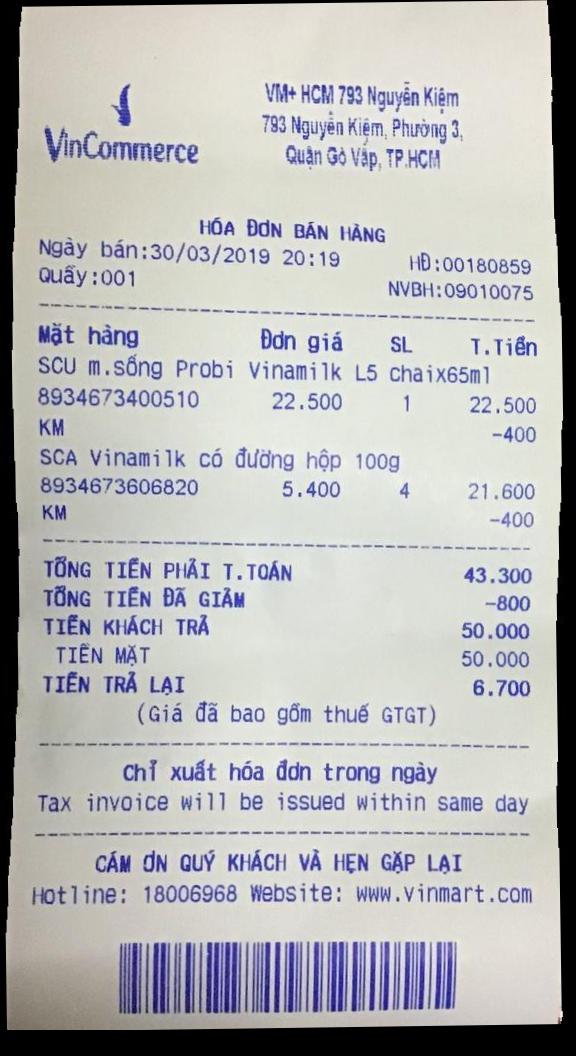 VinCommerce
VM+ HCM 793 Nguyễn Kiệm
793 Nguyễn Kiệm, Phường 3,
Quận Gò Vấp, TP.HCM
HÓA ĐƠN BÁN HÀNG
Ngày bán:30/03/2019 20:19 HĐ:00180859
Quầy:001 NVBH:09010075
Mặt hàng Đơn giá SL T.Tiền
SCU m.sống Probi Vinamilk L5 chaix65ml
8934673400510 22.500 1 22.500
KM -400
SCA Vinamilk có đường hộp 100g
8934673606820 5.400 4 21.600
KM -400
TỔNG TIỀN PHẢI T.TOÁN 43.300
TỔNG TIỀN ĐÃ GIẢM -800
TIỀN KHÁCH TRẢ 50.000
TIỀN MẶT 50.000
TIỀN TRẢ LẠI 6.700
(Giá đã bao gồm thuế GTGT)
Chỉ xuất hóa đơn trong ngày
Tax invoice will be issued within same day
CẢM ƠN QUÝ KHÁCH VÀ HẸN GẶP LẠI
Hotline: 18006968 Website: www.vinmart.com